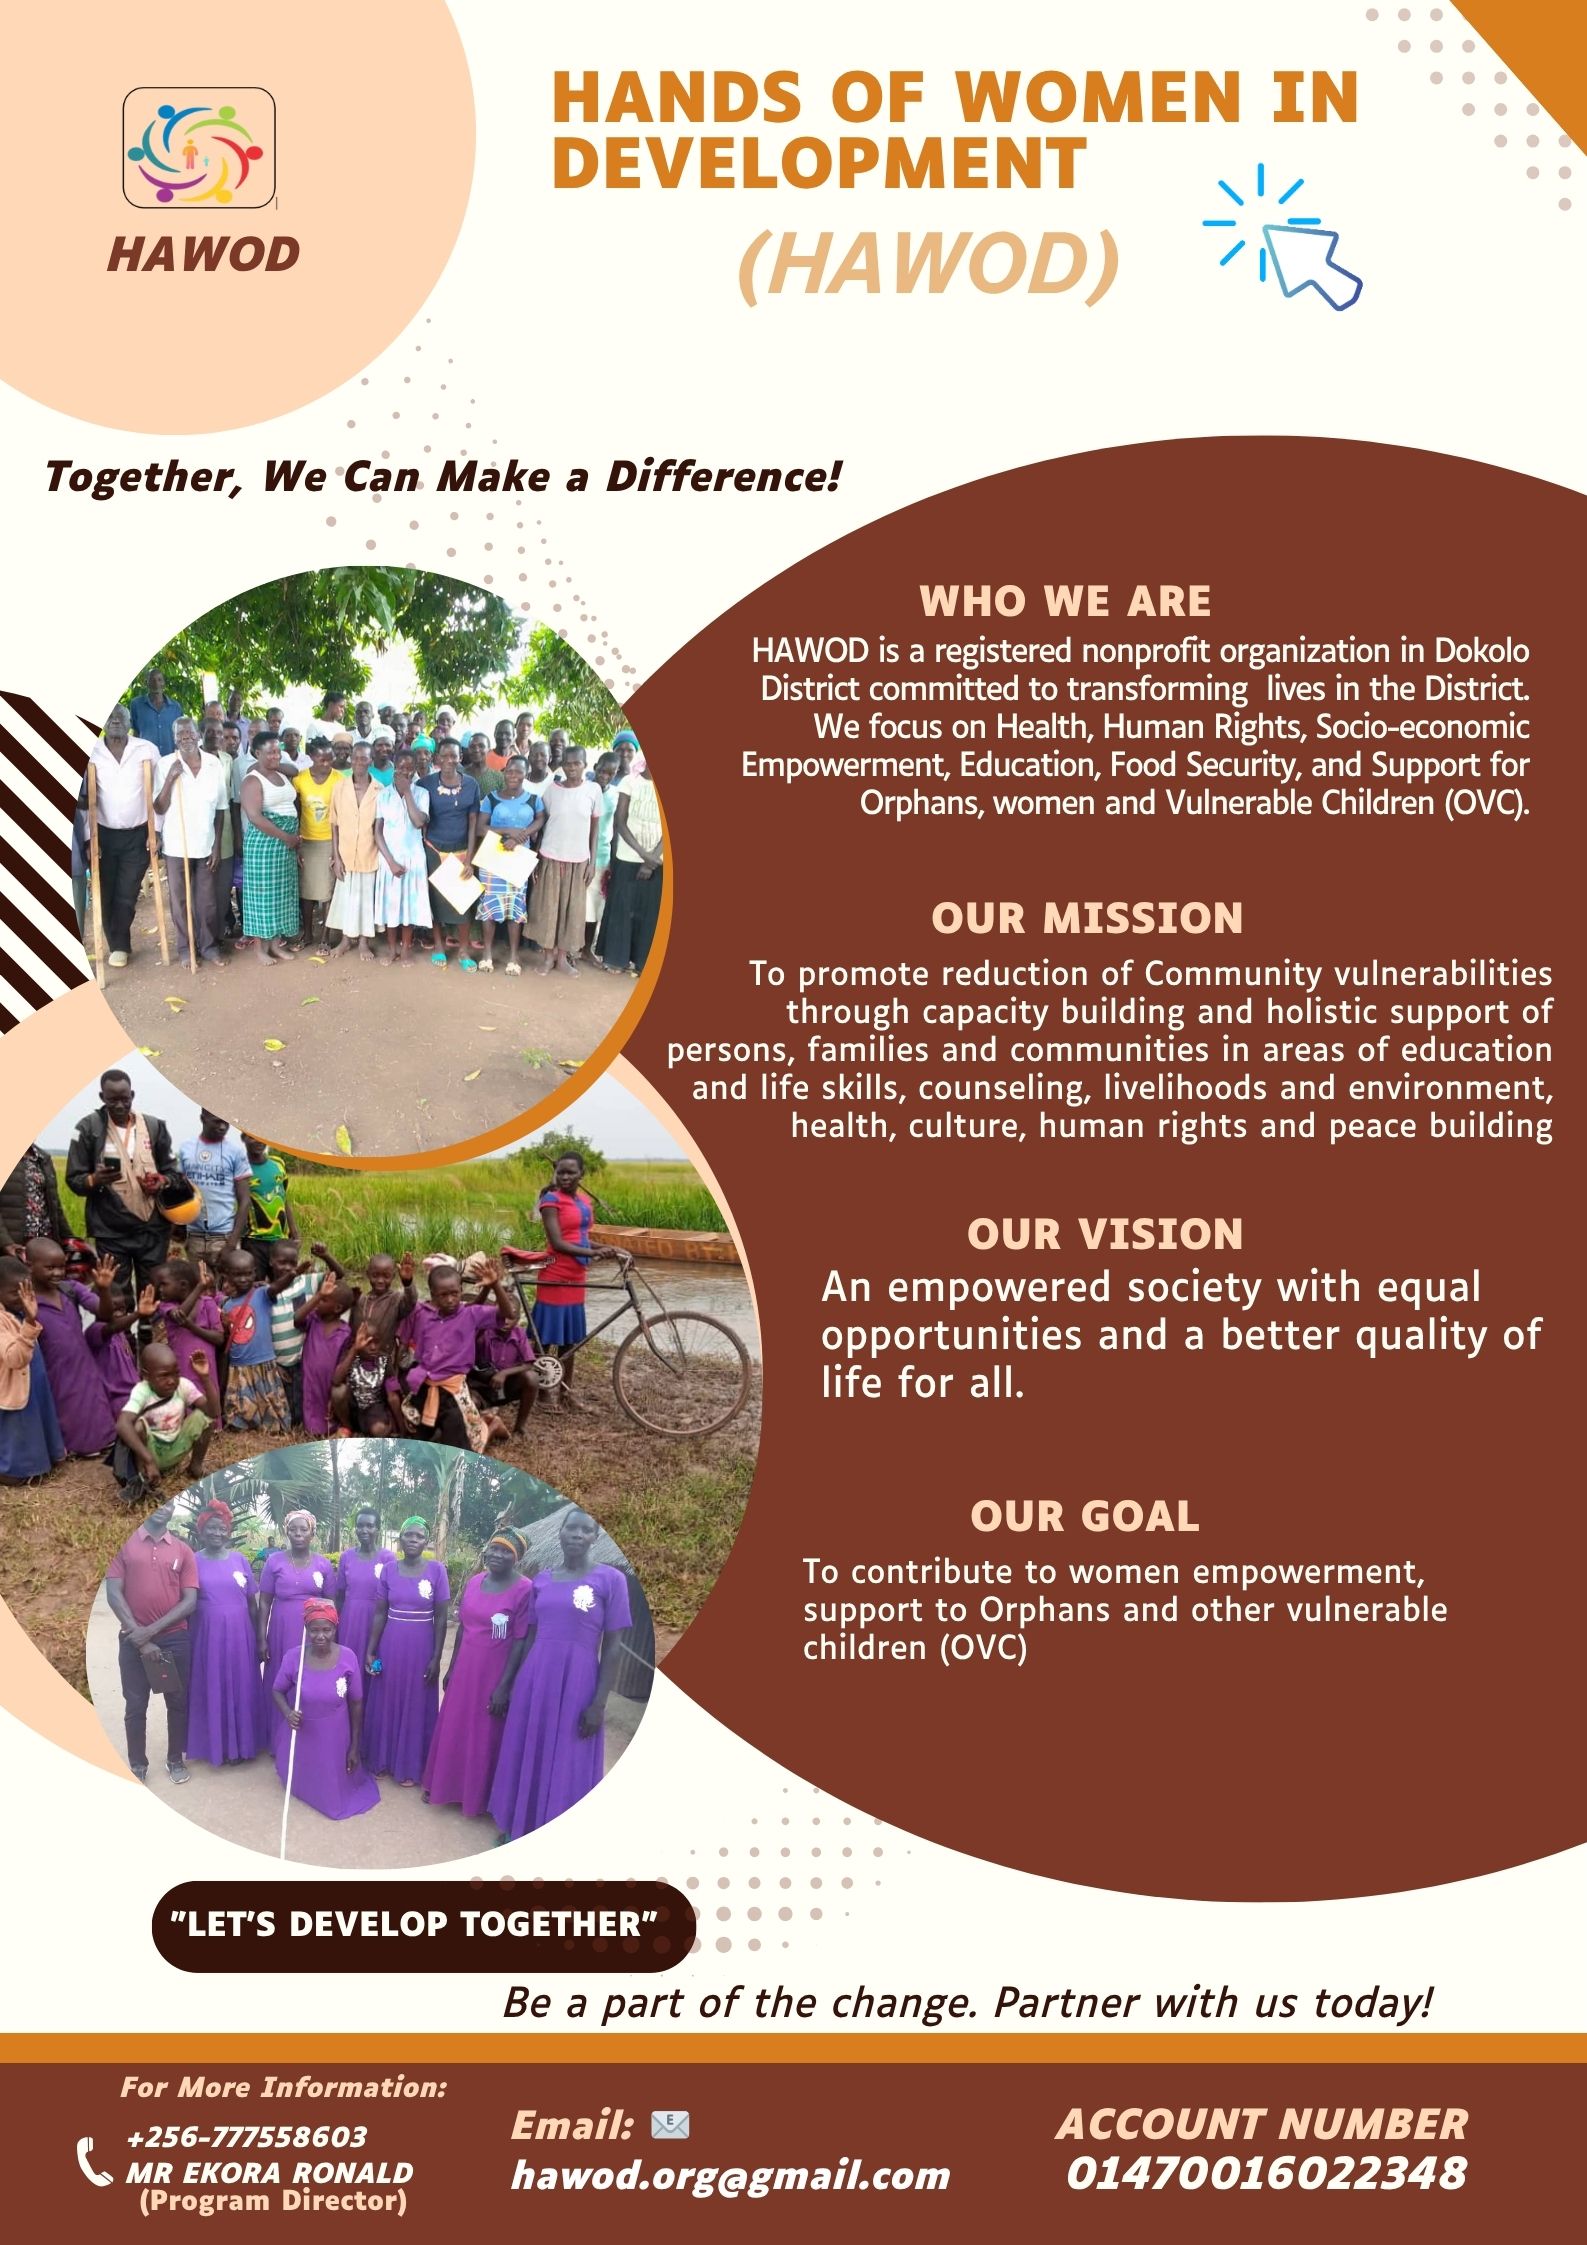 HANDS OF WOMEN IN
DEVELOPMENT
(HAWOD)
HAWOD
Together, We Can Make a Difference!
WHO WE ARE
HAWOD is a registered nonprofit organization in Dokolo
District committed to transforming lives in the District.
We focus on Health, Human Rights, Socio-economic
Empowerment, Education, Food Security, and Support for
Orphans, women and Vulnerable Children (OVC).
OUR MISSION
To promote reduction of Community vulnerabilities
through capacity building and holistic support of
persons, families and communities in areas of education
and life skills, counseling, livelihoods and environment,
health, culture, human rights and peace building
OUR VISION
An empowered society with equal
opportunities and a better quality of
life for all.
OUR GOAL
To contribute to women empowerment,
support to Orphans and other vulnerable
children (OVC)
"LET'S DEVELOP TOGETHER"
Be a part of the change. Partner with us today!
For More Information:
+256-777558603
MR EKORA RONALD
(Program Director)
Email: E
hawod.org@gmail.com
ACCOUNT NUMBER
01470016022348